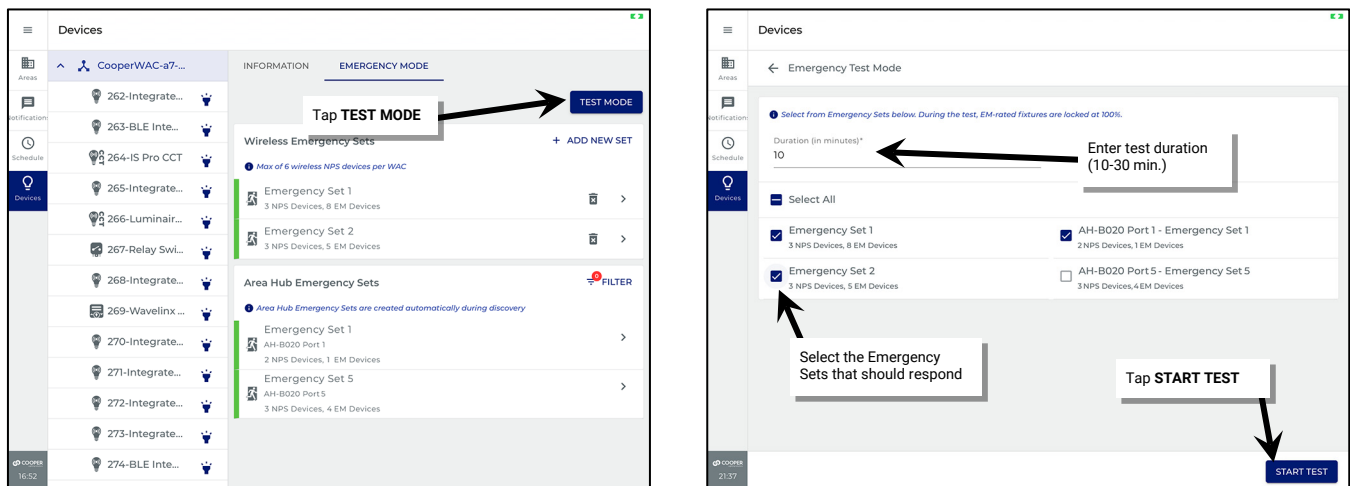 Devices
Areas
Notifications
Schedule
Devices
COOPER
16:52
CooperWAC-a7-...
262-Integrate...
263-BLE Inte...
264-IS Pro CCT
265-Integrate...
266-Luminair...
267-Relay Swi...
268-Integrate...
269-Wavelinx ...
270-Integrate...
271-Integrate...
272-Integrate...
273-Integrate...
274-BLE Inte...
INFORMATION EMERGENCY MODE
Tap TEST MODE
TEST MODE
Wireless Emergency Sets + ADD NEW SET
Max of 6 wireless NPS devices per WAC
Emergency Set 1
3 NPS Devices, 8 EM Devices
Emergency Set 2
3 NPS Devices, 5 EM Devices
Area Hub Emergency Sets 0 FILTER
Area Hub Emergency Sets are created automatically during discovery
Emergency Set 1
AH-B020 Port 1
2 NPS Devices, 1 EM Devices
Emergency Set 5
AH-B020 Port 5
3 NPS Devices, 4 EM Devices
Devices
Areas
Notifications
Schedule
Devices
COOPER
21:37
Emergency Test Mode
Select from Emergency Sets below. During the test, EM-rated fixtures are locked at 100%.
Duration (in minutes)*
10
Enter test duration
(10-30 min.)
Select All
Emergency Set 1
3 NPS Devices, 8 EM Devices
AH-B020 Port 1 - Emergency Set 1
2 NPS Devices, 1 EM Devices
Emergency Set 2
3 NPS Devices, 5 EM Devices
AH-B020 Port 5 - Emergency Set 5
3 NPS Devices, 4 EM Devices
Select the Emergency
Sets that should respond
Tap START TEST
START TEST